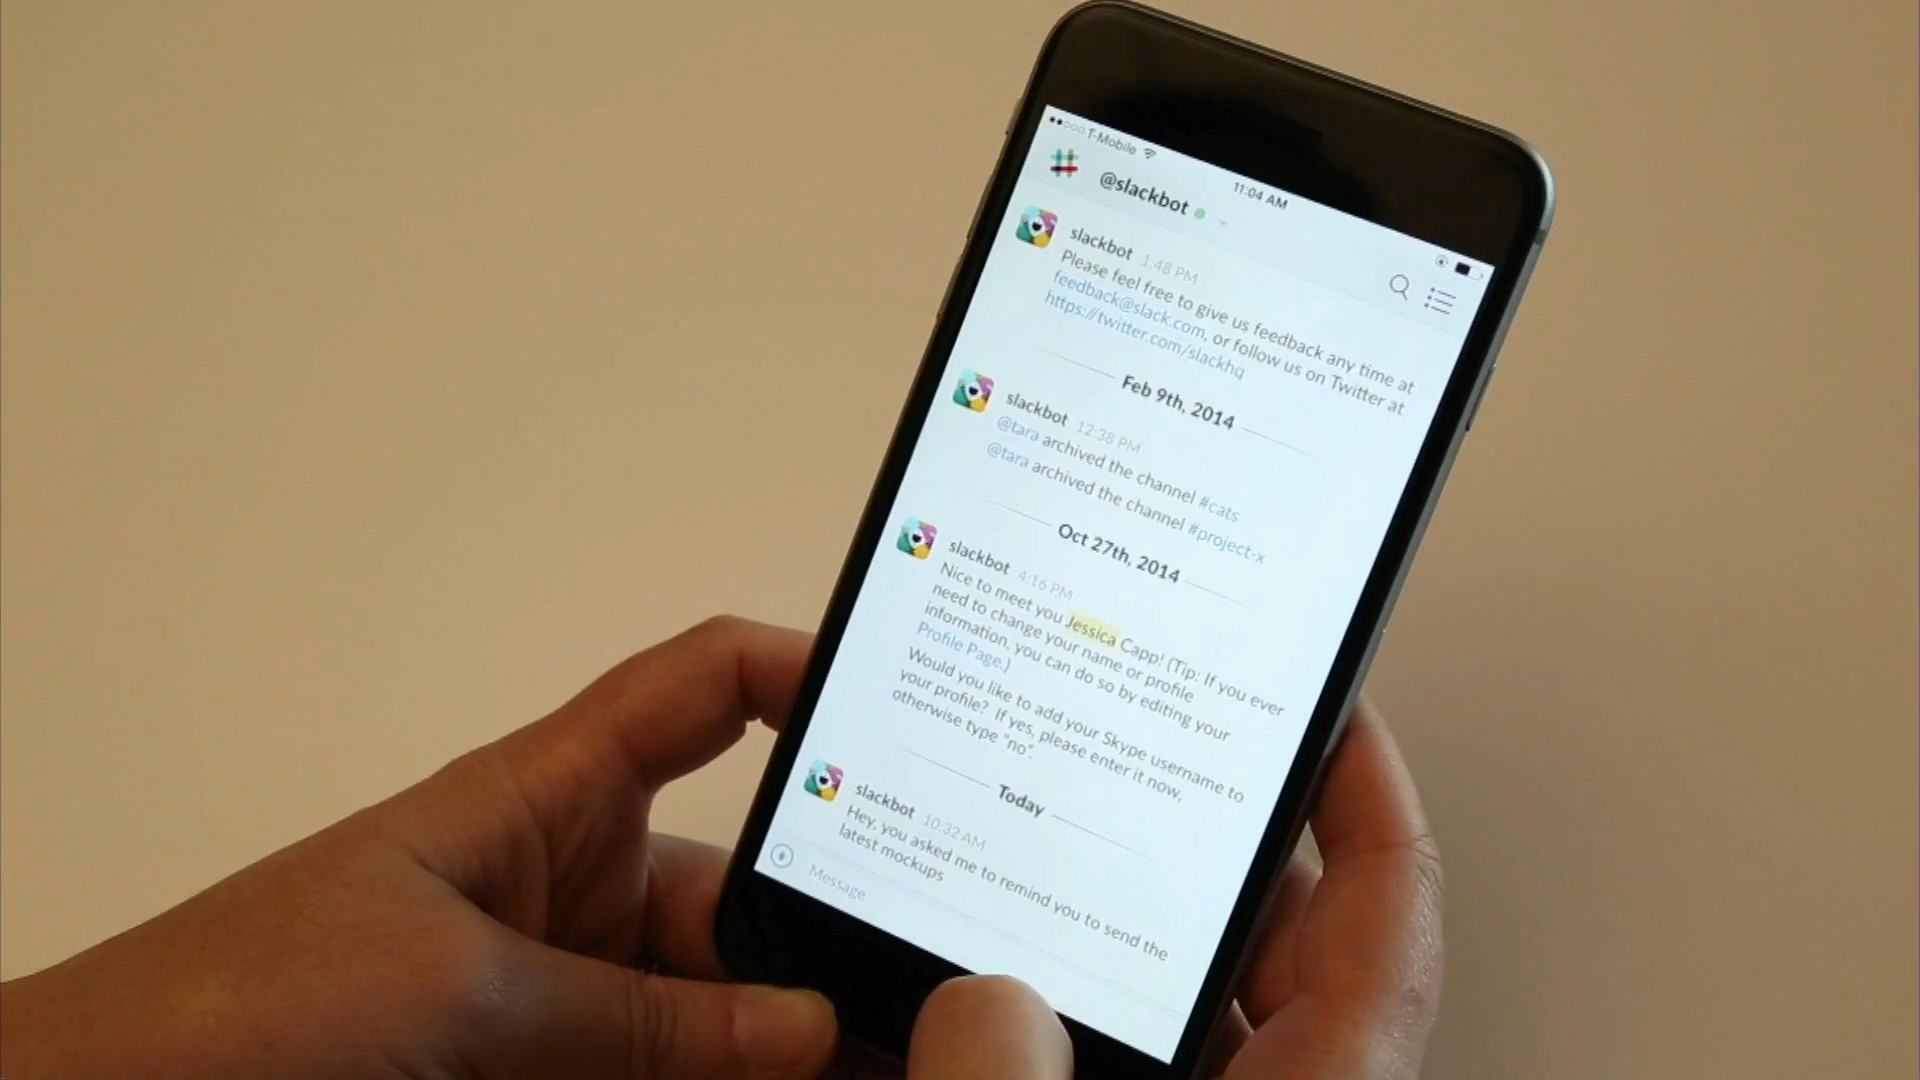 T-Mobile
11:04 AM
@slackbot
slackbot 1:48 PM
Please feel free to give us feedback any time at
feedback@slack.com, or follow us on Twitter at
https://twitter.com/slackhq
Feb 9th, 2014
slackbot 12:38 PM
@tara archived the channel #cats
@tara archived the channel #project-x
Oct 27th, 2014
slackbot 4:16 PM
Nice to meet you Jessica Capp! (Tip: If you ever
need to change your name or profile
information, you can do so by editing your
Profile Page.)
Would you like to add your Skype username to
your profile? If yes, please enter it now,
otherwise type "no".
Today
slackbot 10:32 AM
Hey, you asked me to remind you to send the
latest mockups
Message